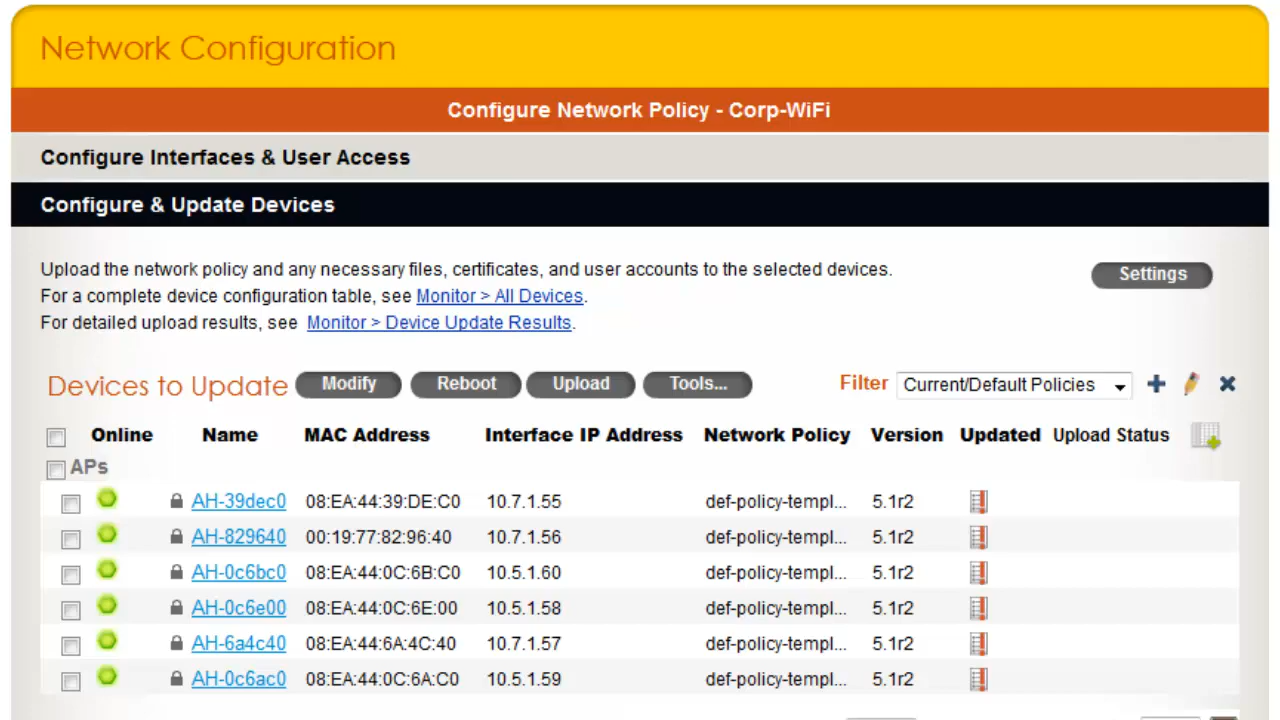 Network Configuration
Configure Network Policy - Corp-WiFi
Configure Interfaces & User Access
Configure & Update Devices
Upload the network policy and any necessary files, certificates, and user accounts to the selected devices.
Settings
For a complete device configuration table, see Monitor > All Devices.
For detailed upload results, see Monitor > Device Update Results.
Devices to Update Modify Reboot Upload Tools... Filter Current/Default Policies
Online Name MAC Address Interface IP Address Network Policy Version Updated Upload Status
APs
AH-39dec0 08:EA:44:39:DE:C0 10.7.1.55 def-policy-templ... 5.1r2
AH-829640 00:19:77:82:96:40 10.7.1.56 def-policy-templ... 5.1r2
AH-0c6bc0 08:EA:44:0C:6B:C0 10.5.1.60 def-policy-templ... 5.1r2
AH-0c6e00 08:EA:44:0C:6E:00 10.5.1.58 def-policy-templ... 5.1r2
AH-6a4c40 08:EA:44:6A:4C:40 10.7.1.57 def-policy-templ... 5.1r2
AH-0c6ac0 08:EA:44:0C:6A:C0 10.5.1.59 def-policy-templ... 5.1r2